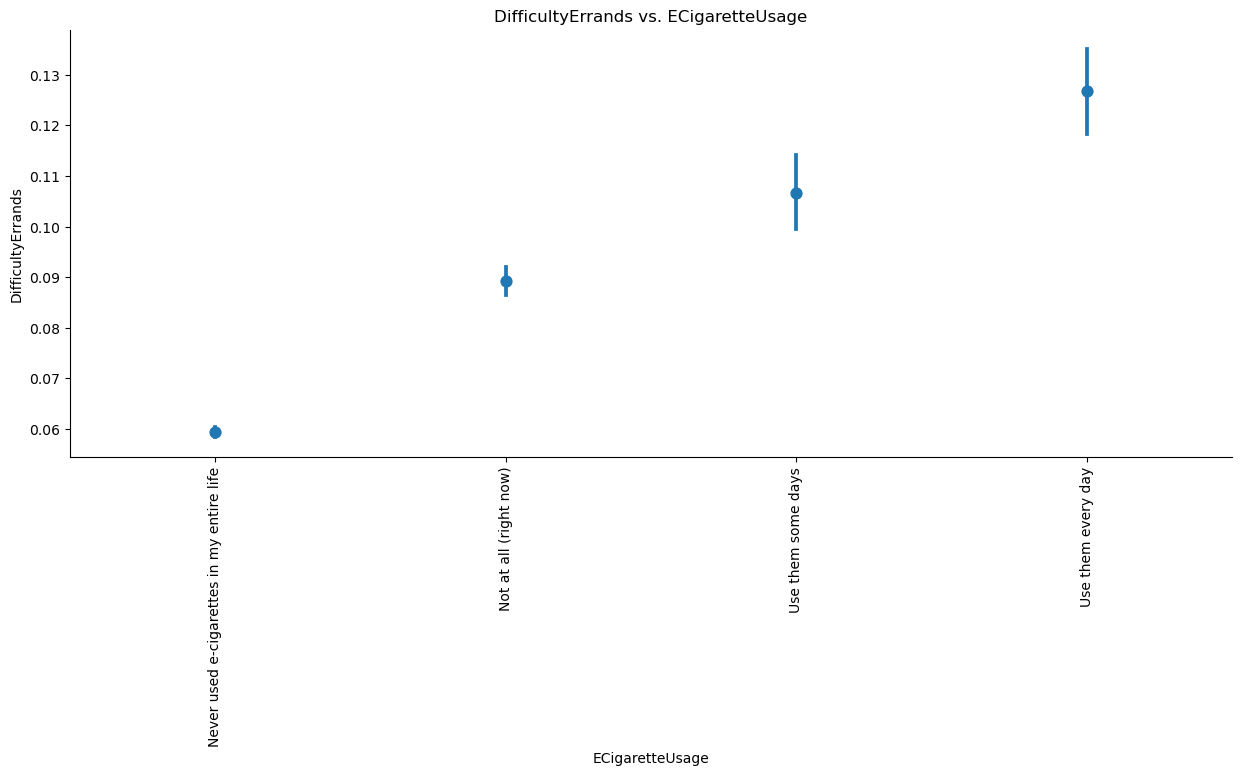 DifficultyErrands vs. ECigaretteUsage
DifficultyErrands
0.13
0.12
0.11
0.10
0.09
0.08
0.07
0.06
Never used e-cigarettes in my entire life
Not at all (right now)
Use them some days
Use them every day
ECigaretteUsage